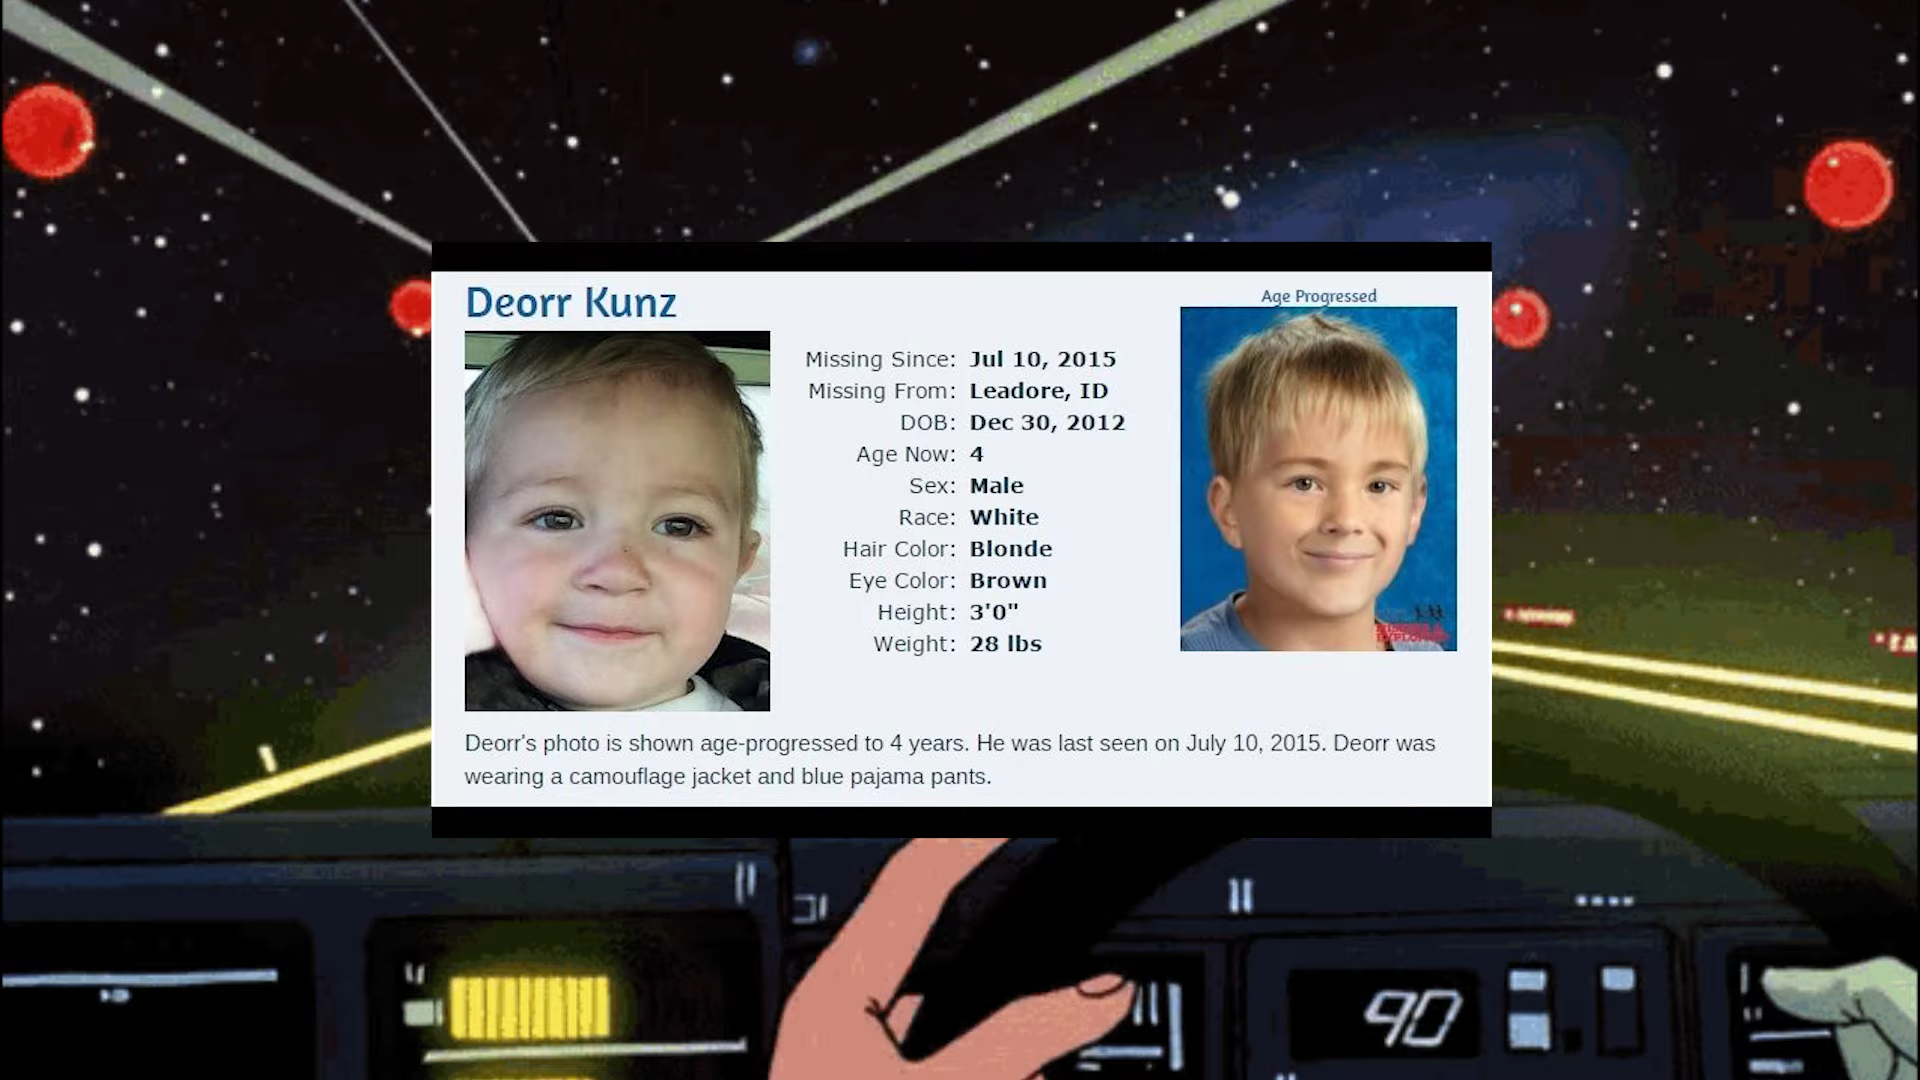 Deorr Kunz
Age Progressed
Missing Since: Jul 10, 2015
Missing From: Leadore, ID
DOB: Dec 30, 2012
Age Now: 4
Sex: Male
Race: White
Hair Color: Blonde
Eye Color: Brown
Height: 3'0"
Weight: 28 lbs
Deorr's photo is shown age-progressed to 4 years. He was last seen on July 10, 2015. Deorr was
wearing a camouflage jacket and blue pajama pants.
90